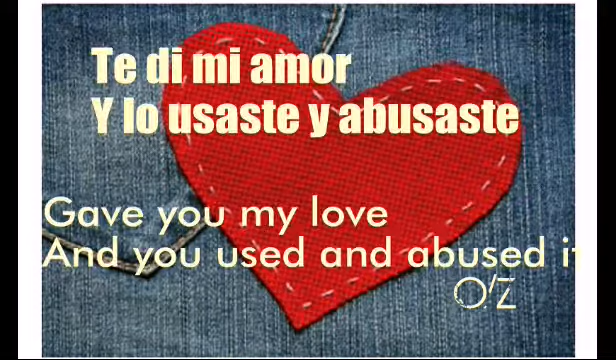 Te di mi amor
Y lo usaste y abusaste
Gave you my love
And you used and abused it
O'Z